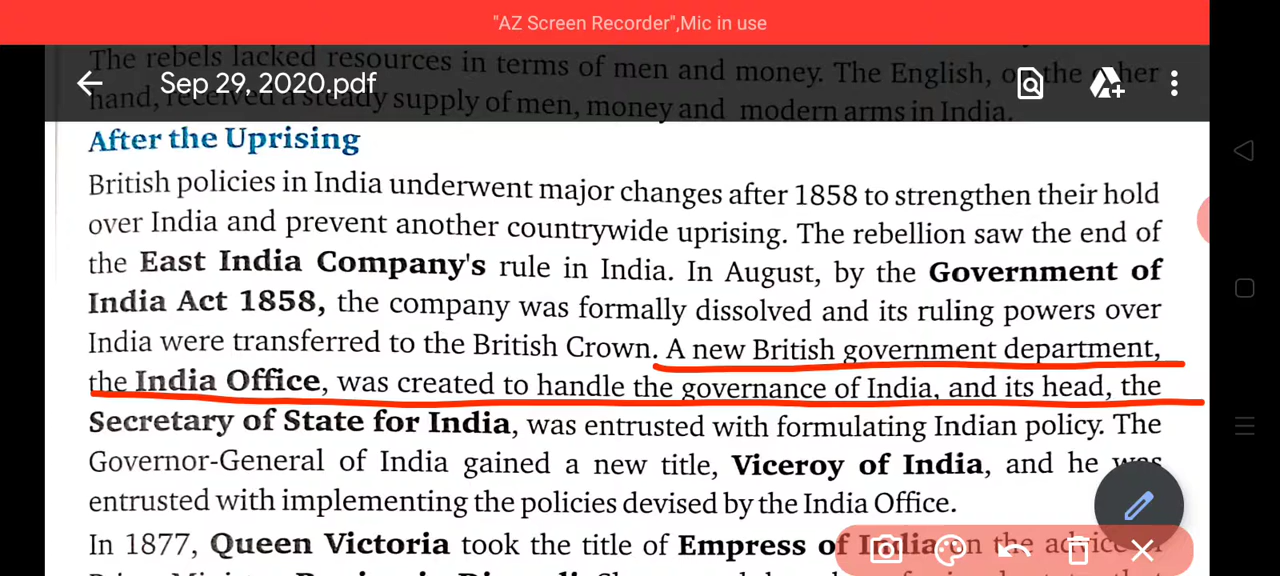 "AZ Screen Recorder",Mic in use
The rebels lacked resources in terms of men and money. The English, on the other
Sep 29, 2020.pdf
hand, received a steady supply of men, money and modern arms in India.
After the Uprising
British policies in India underwent major changes after 1858 to strengthen their hold
over India and prevent another countrywide uprising. The rebellion saw the end of
the East India Company's rule in India. In August, by the Government of
India Act 1858, the company was formally dissolved and its ruling powers over
India were transferred to the British Crown. A new British government department,
the India Office, was created to handle the governance of India, and its head, the
Secretary of State for India, was entrusted with formulating Indian policy. The
Governor-General of India gained a new title, Viceroy of India, and he was
entrusted with implementing the policies devised by the India Office.
In 1877, Queen Victoria took the title of Empress of India on the advice